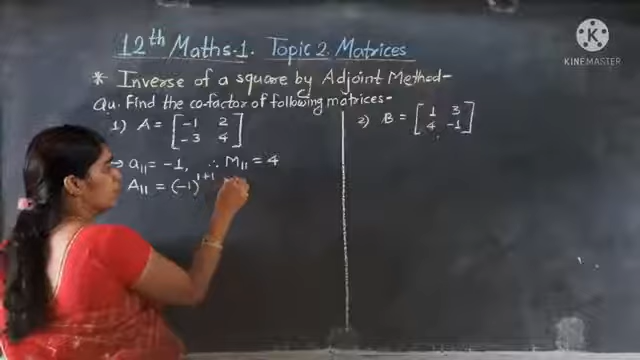 12th Maths-1. Topic 2. Matrices
* Inverse of a square by Adjoint Method-
Qu. Find the co-factor of following matrices-
1) A = [ -1 2
-3 4 ]
→ a₁₁ = -1, ∴ M₁₁ = 4
A₁₁ = (-1)¹⁺¹
2) B = [ 1 3
4 -1 ]
K
KINEMASTER